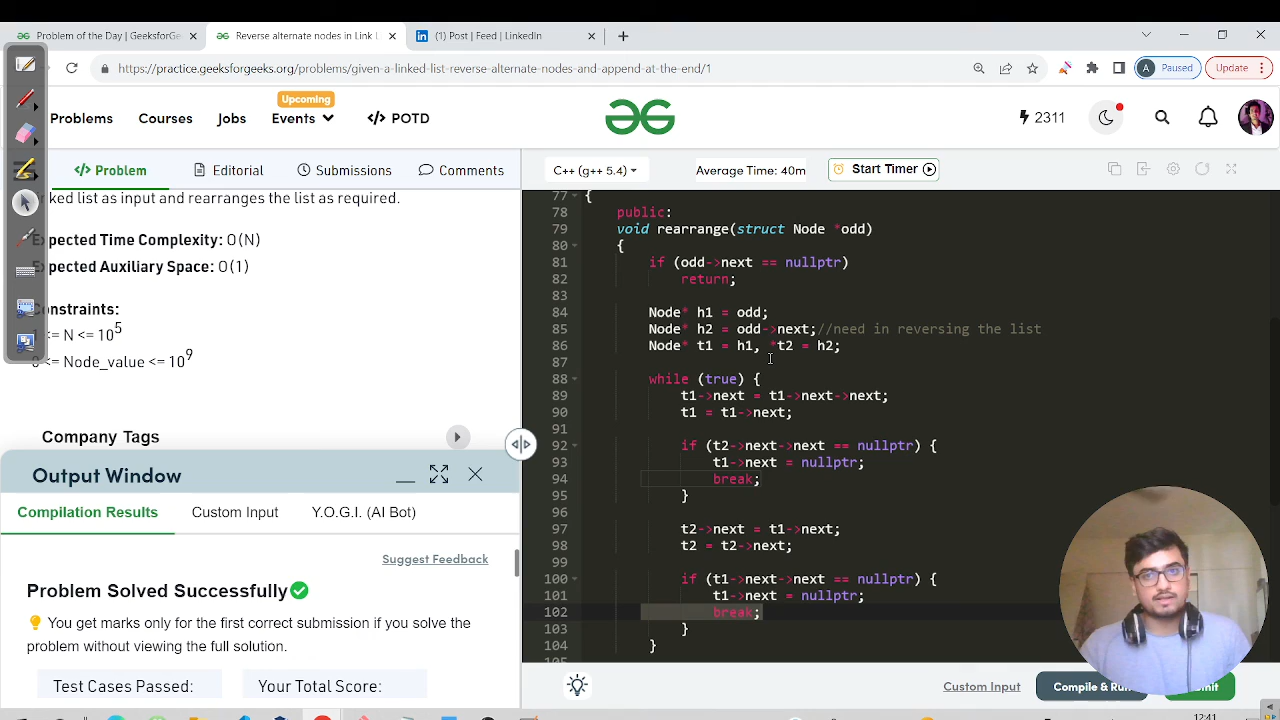 Problem of the Day | GeeksforGe
Reverse alternate nodes in Link L
(1) Post | Feed | LinkedIn
https://practice.geeksforgeeks.org/problems/given-a-linked-list-reverse-alternate-nodes-and-append-at-the-end/1
A Paused
Update
Problems
Courses
Jobs
Upcoming
Events
</> POTD
2311
</> Problem
Editorial
Submissions
Comments
C++ (g++ 5.4)
Average Time: 40m
Start Timer
ked list as input and rearranges the list as required.
Expected Time Complexity: O(N)
Expected Auxiliary Space: O(1)
onstraints:
<= N <= 10^5
<= Node_value <= 10^9
Company Tags
Output Window
Compilation Results
Custom Input
Y.O.G.I. (AI Bot)
Suggest Feedback
Problem Solved Successfully
You get marks only for the first correct submission if you solve the
problem without viewing the full solution.
Test Cases Passed:
Your Total Score:
77 {
78 public:
79 void rearrange(struct Node *odd)
80 {
81 if (odd->next == nullptr)
82 return;
83
84 Node* h1 = odd;
85 Node* h2 = odd->next;//need in reversing the list
86 Node* t1 = h1, *t2 = h2;
87
88 while (true) {
89 t1->next = t1->next->next;
90 t1 = t1->next;
91
92 if (t2->next->next == nullptr) {
93 t1->next = nullptr;
94 break;
95 }
96
97 t2->next = t1->next;
98 t2 = t2->next;
99
100 if (t1->next->next == nullptr) {
101 t1->next = nullptr;
102 break;
103 }
104 }
Custom Input
Compile & Run